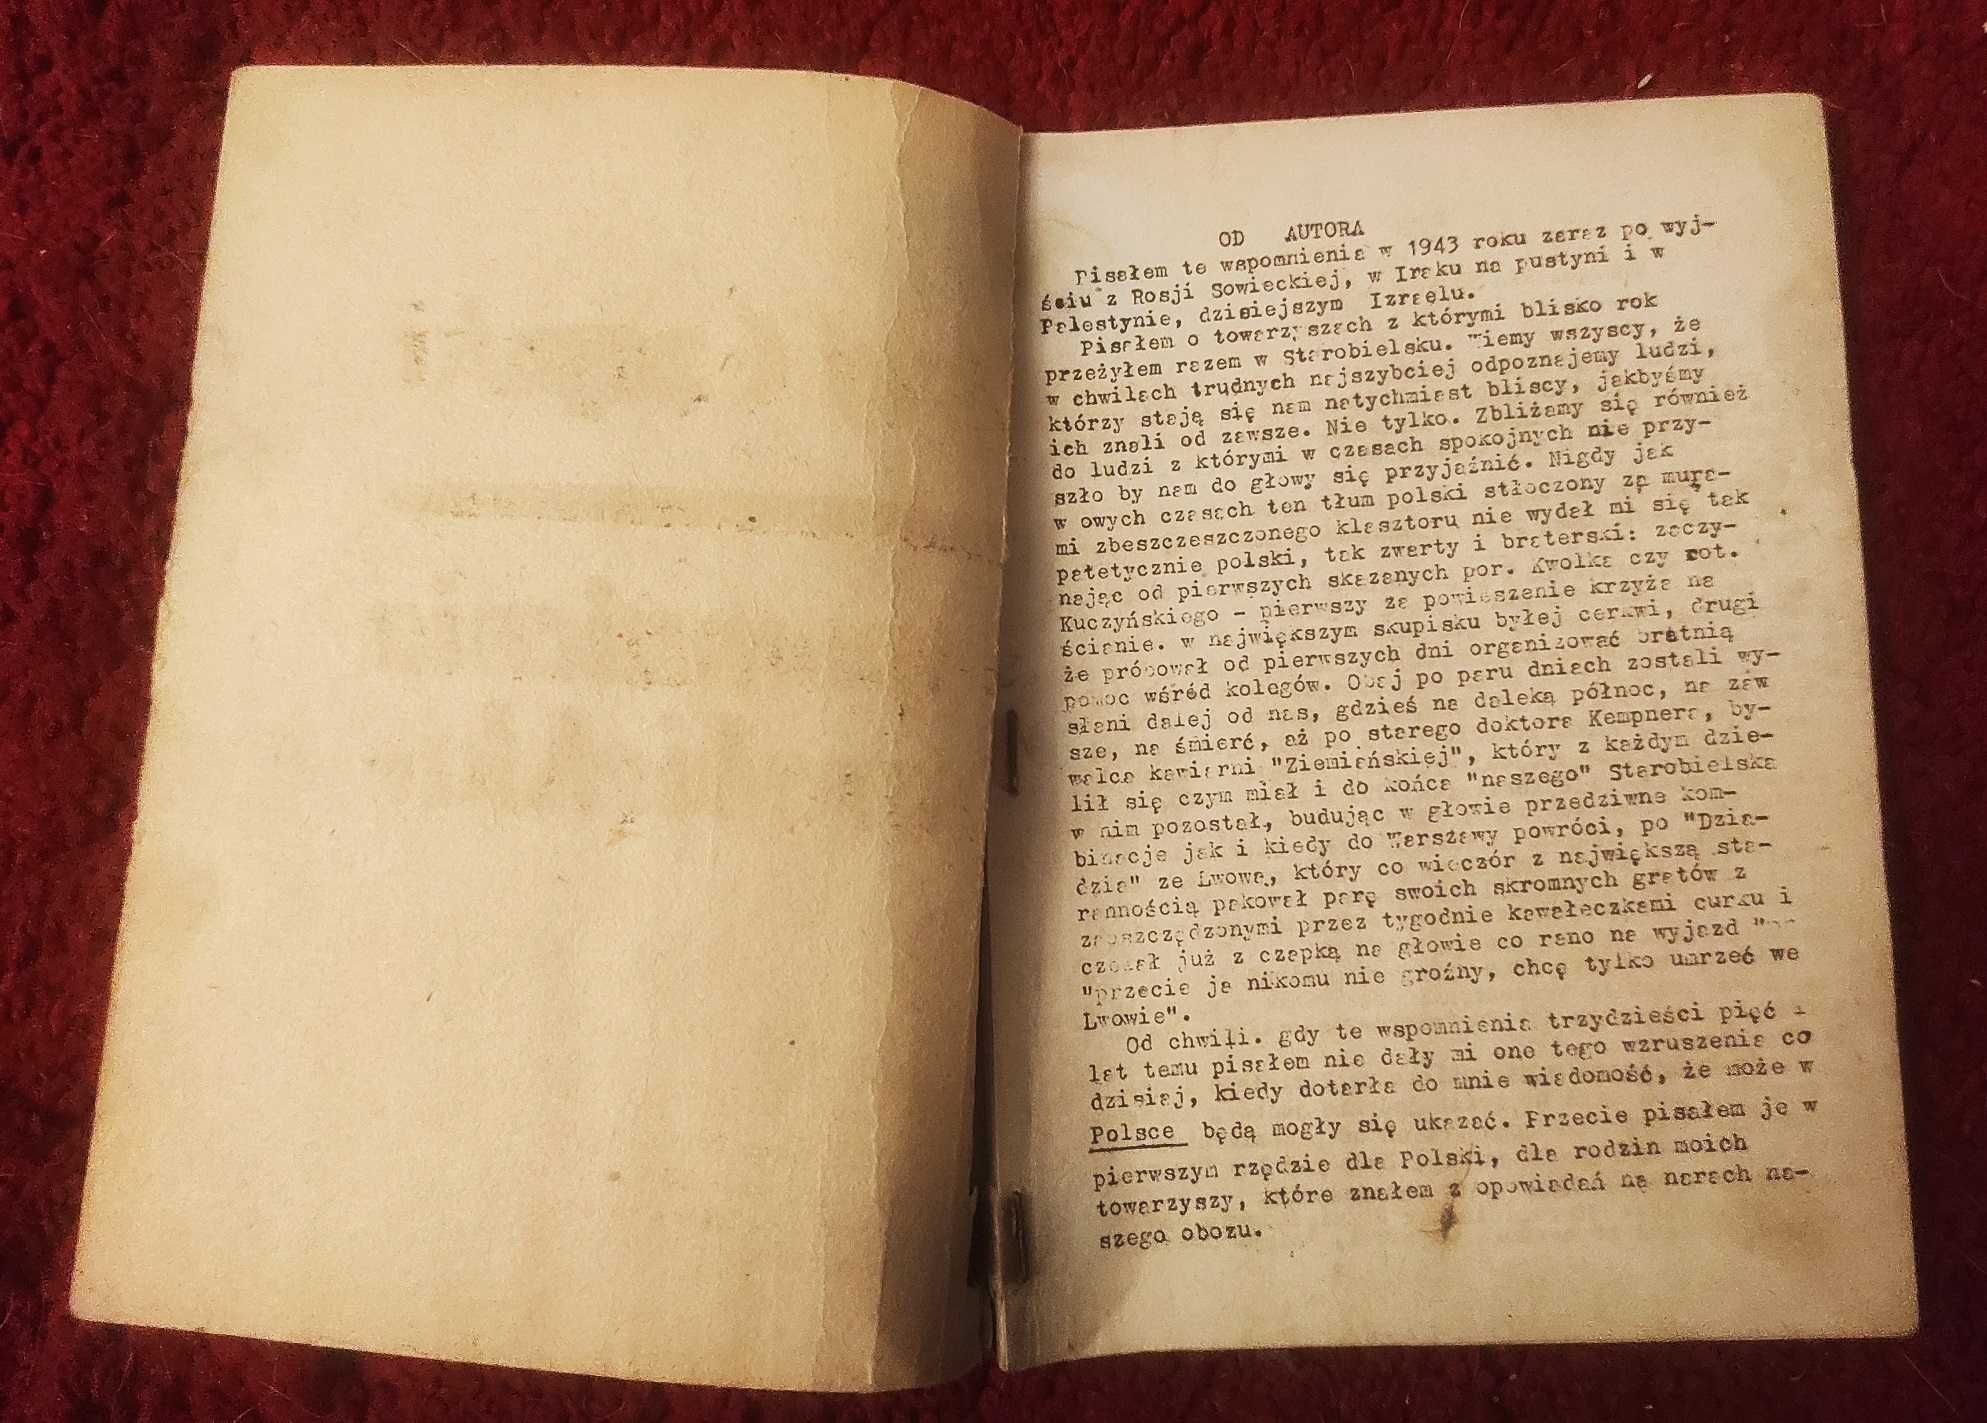 OD AUTORA
Pisałem te wspomnienia w 1943 roku zaraz po wyj-
ściu z Rosji Sowieckiej, w Iraku na pustyni i w
Palestynie, dzisiejszym Izraelu.
Pisałem o towarzyszach z którymi blisko rok
przeżyłem razem w Starobielsku. Wiemy wszyscy, że
w chwilach trudnych najszybciej odpoznajemy ludzi,
którzy stają się nam natychmiast bliscy, jakbyśmy
ich znali od zawsze. Nie tylko. Zbliżamy się również
do ludzi z którymi w czasach spokojnych nie przy-
szło by nam do głowy się przyjaźnić. Nigdy jak
w owych czasach ten tłum polski stłoczony za mura-
mi zbeszczeszczonego klasztoru nie wydał mi się tak
patetycznie polski, tak zwarty i braterski: zaczy-
nając od pierwszych skazanych por. Kwolka czy rot.
Kuczyńskiego - pierwszy za powieszenie krzyża na
ścianie. w największym skupisku byłej cerkwi, drugi
że próbował od pierwszych dni organizować bratnią
pomoc wśród kolegów. Obaj po paru dniach zostali wy-
słani dalej od nas, gdzieś na daleką północ, na zaw
sze, na śmierć, aż po starego doktora Kempnera, by-
walca kawiarni "Ziemiańskiej", który z każdym dzie-
lił się czym miał i do końca "naszego" Starobielska
w nim pozostał, budując w głowie przedziwne kom-
binacje jak i kiedy do Warszawy powróci, po "Dzia-
dzia" ze Lwowa, który co wieczór z największą sta-
rannością pakował parę swoich skromnych gratów z
zaoszczędzonymi przez tygodnie kawałeczkami cukru i
czekał już z czapką na głowie co rano na wyjazd
"przecie ja nikomu nie groźny, chcę tylko umrzeć we
Lwowie".
Od chwili. gdy te wspomnienia trzydzieści pięć
lat temu pisałem nie dały mi one tego wzruszenia co
dzisiaj, kiedy dotarła do mnie wiadomość, że może w
Polsce będą mogły się ukazać. Przecie pisałem je w
pierwszym rzędzie dla Polski, dla rodzin moich
towarzyszy, które znałem z opowiadań na narach na-
szego obozu.